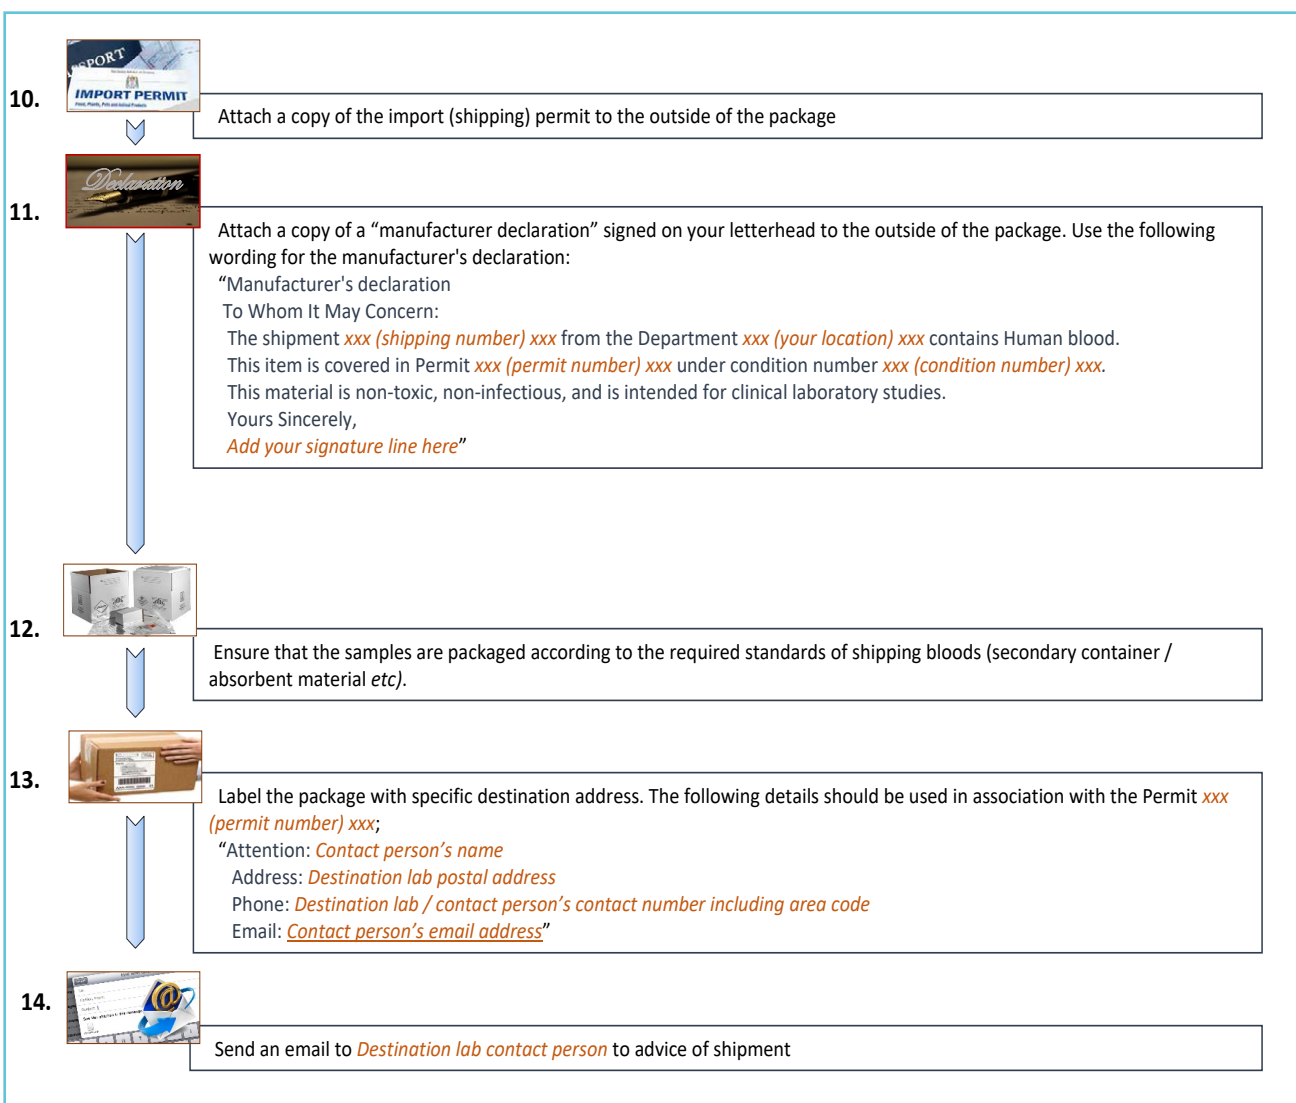 SPORT
IMPORT PERMIT
10.
Attach a copy of the import (shipping) permit to the outside of the package
Declaration
11.
Attach a copy of a “manufacturer declaration” signed on your letterhead to the outside of the package. Use the following
wording for the manufacturer's declaration:
“Manufacturer's declaration
To Whom It May Concern:
The shipment xxx (shipping number) xxx from the Department xxx (your location) xxx contains Human blood.
This item is covered in Permit xxx (permit number) xxx under condition number xxx (condition number) xxx.
This material is non-toxic, non-infectious, and is intended for clinical laboratory studies.
Yours Sincerely,
Add your signature line here”
12.
Ensure that the samples are packaged according to the required standards of shipping bloods (secondary container /
absorbent material etc).
13.
Label the package with specific destination address. The following details should be used in association with the Permit xxx
(permit number) xxx;
“Attention: Contact person’s name
Address: Destination lab postal address
Phone: Destination lab / contact person’s contact number including area code
Email: Contact person’s email address”
14.
@
Send an email to Destination lab contact person to advice of shipment